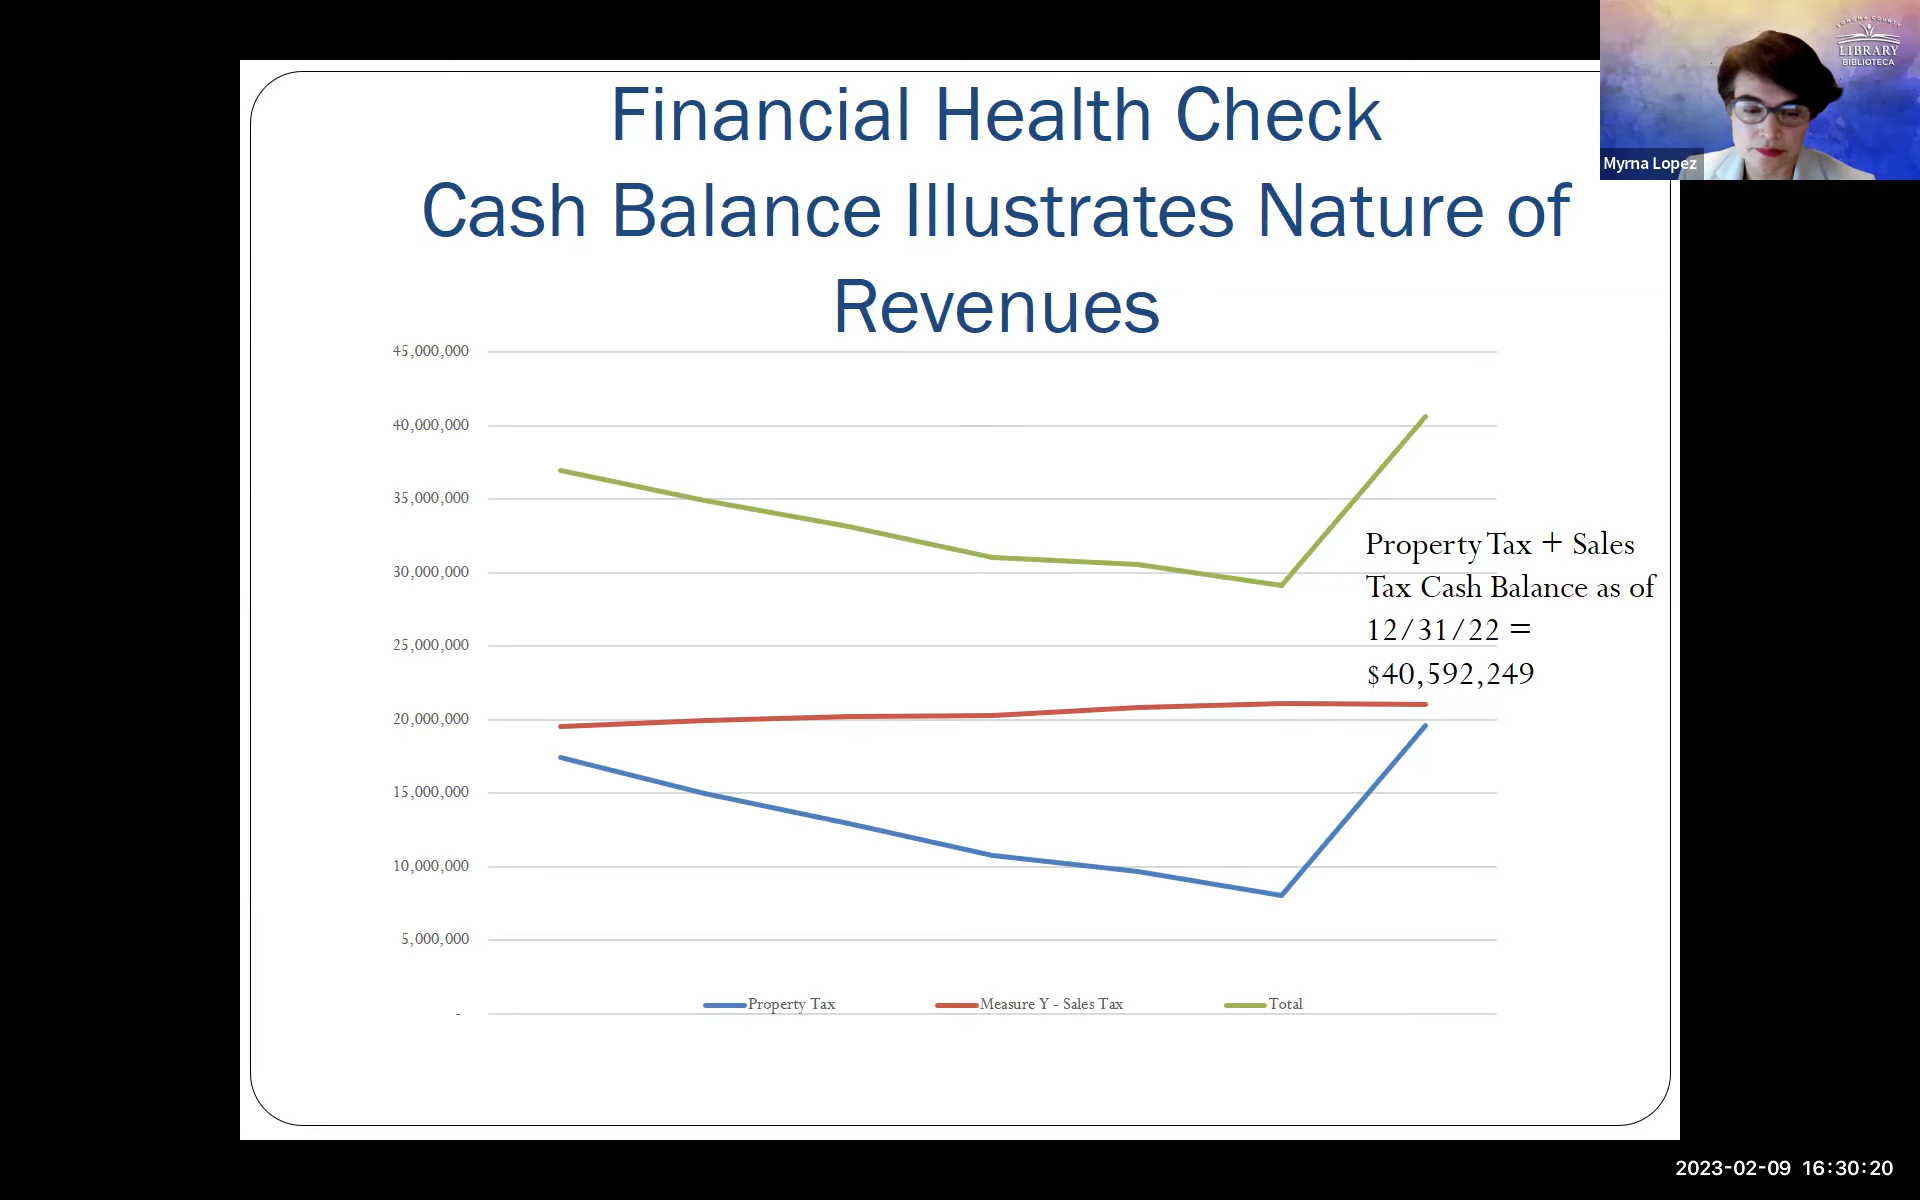 Financial Health Check
Cash Balance Illustrates Nature of
Revenues
SONOMA COUNTY
LIBRARY
BIBLIOTECA
Myrna Lopez
45,000,000
40,000,000
35,000,000
30,000,000
25,000,000
20,000,000
15,000,000
10,000,000
5,000,000
-
Property Tax + Sales
Tax Cash Balance as of
12/31/22 =
$40,592,249
Property Tax
Measure Y - Sales Tax
Total
2023-02-09 16:30:20